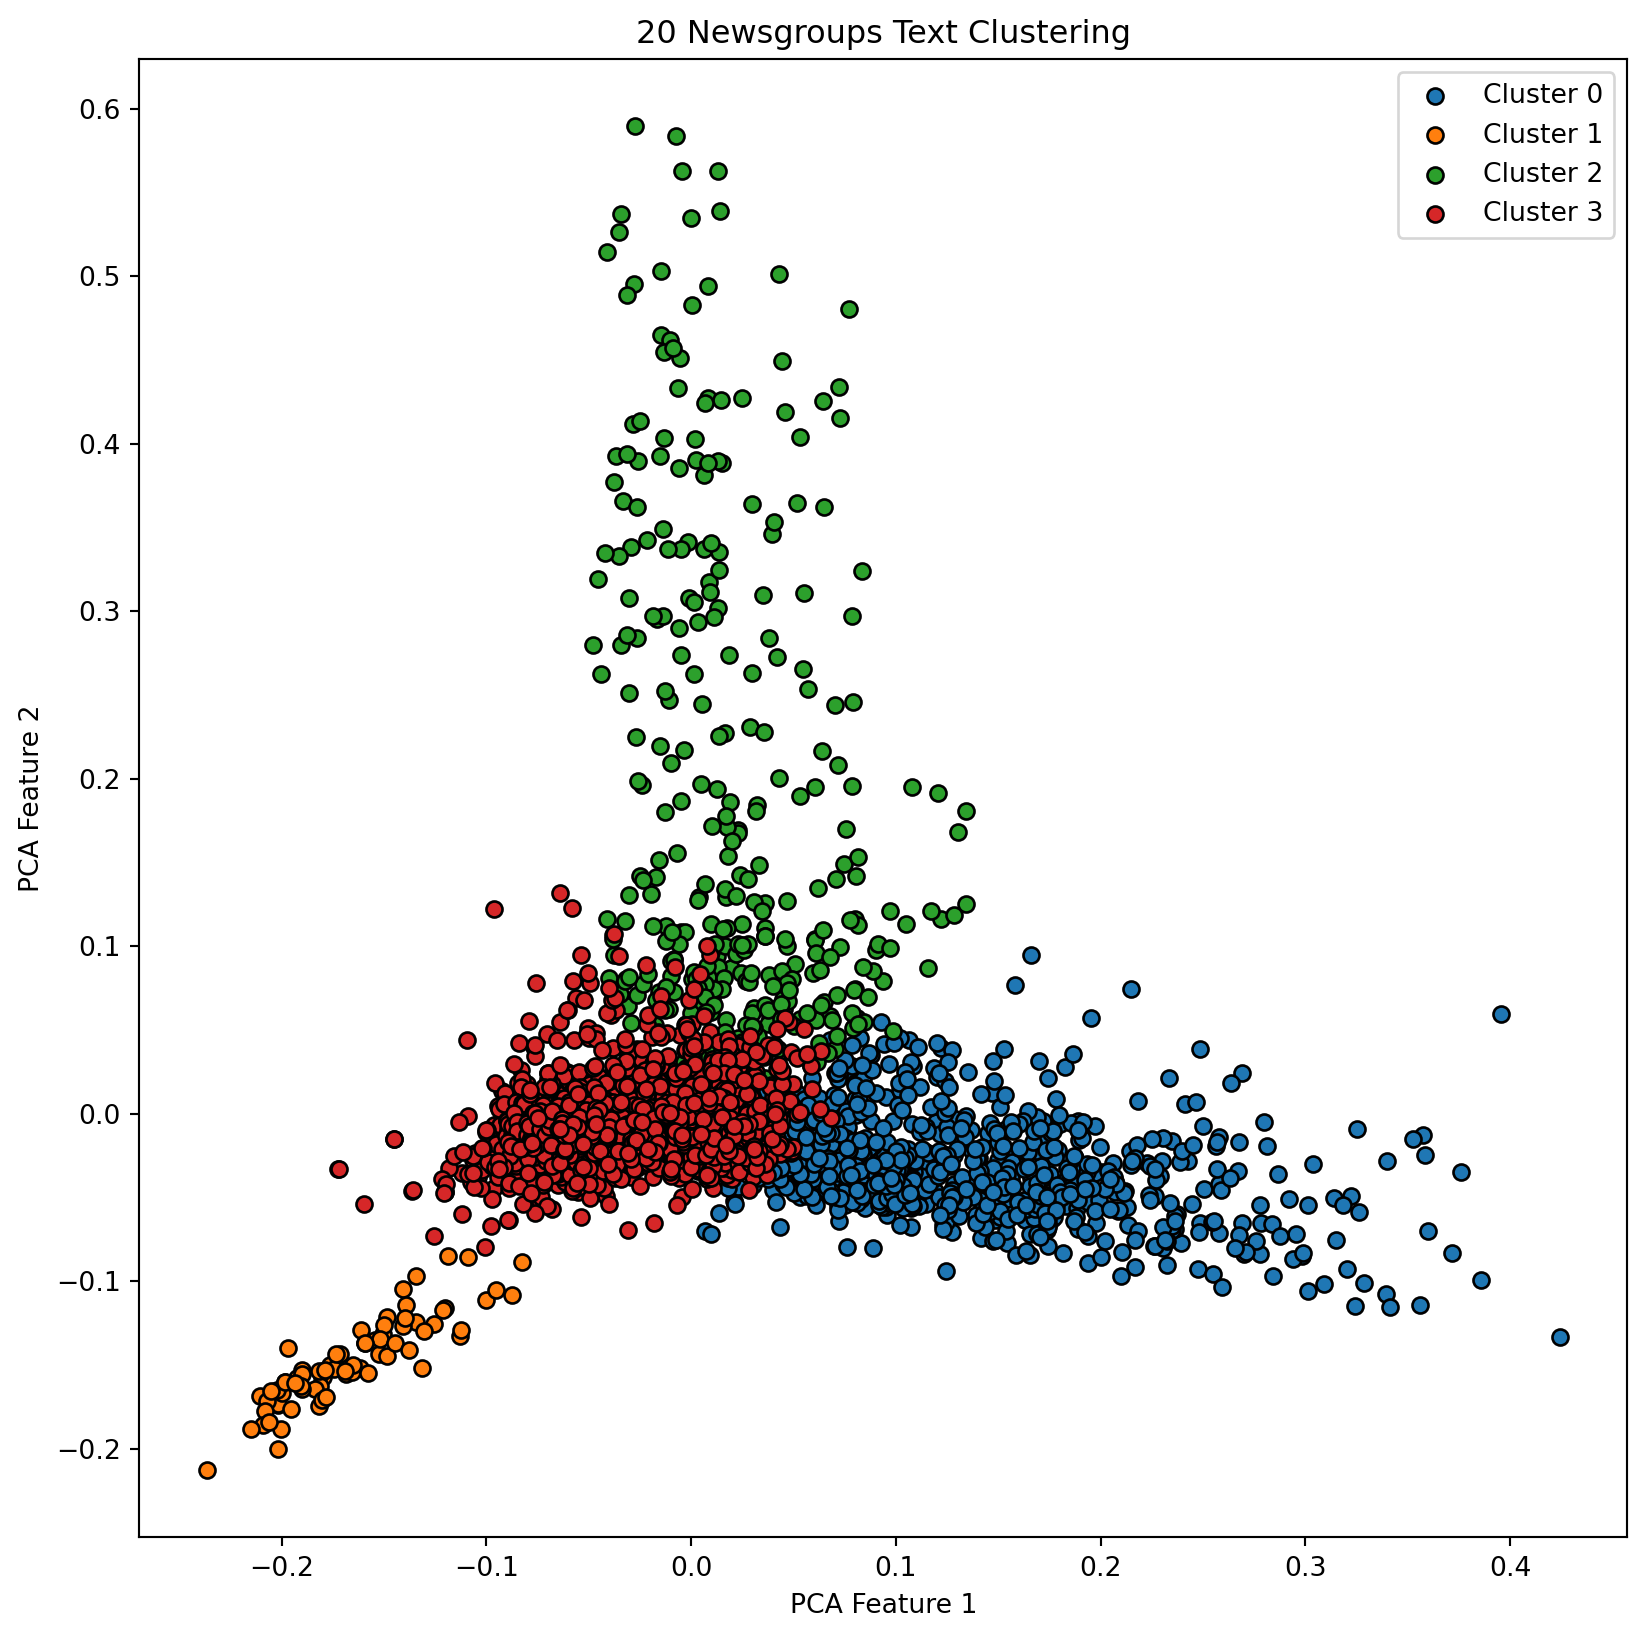 20 Newsgroups Text Clustering
Cluster 0
Cluster 1
Cluster 2
Cluster 3
0.6
0.5
0.4
0.3
0.2
0.1
0.0
−0.1
−0.2
PCA Feature 2
−0.2
−0.1
0.0
0.1
0.2
0.3
0.4
PCA Feature 1